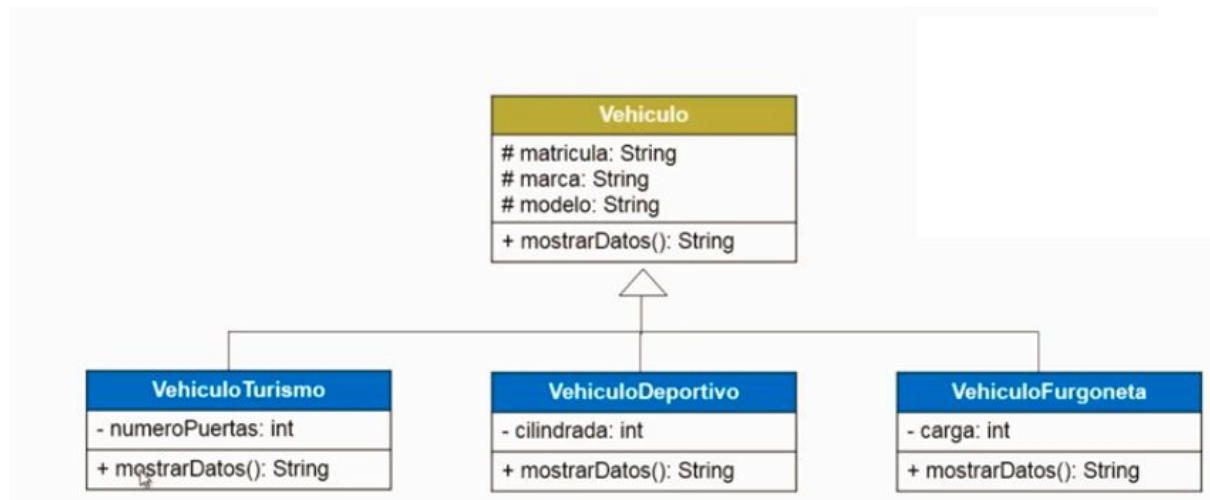 Vehiculo
# matricula: String
# marca: String
# modelo: String
+ mostrarDatos(): String
VehiculoTurismo
- numeroPuertas: int
+ mostrarDatos(): String
VehiculoDeportivo
- cilindrada: int
+ mostrarDatos(): String
VehiculoFurgoneta
- carga: int
+ mostrarDatos(): String